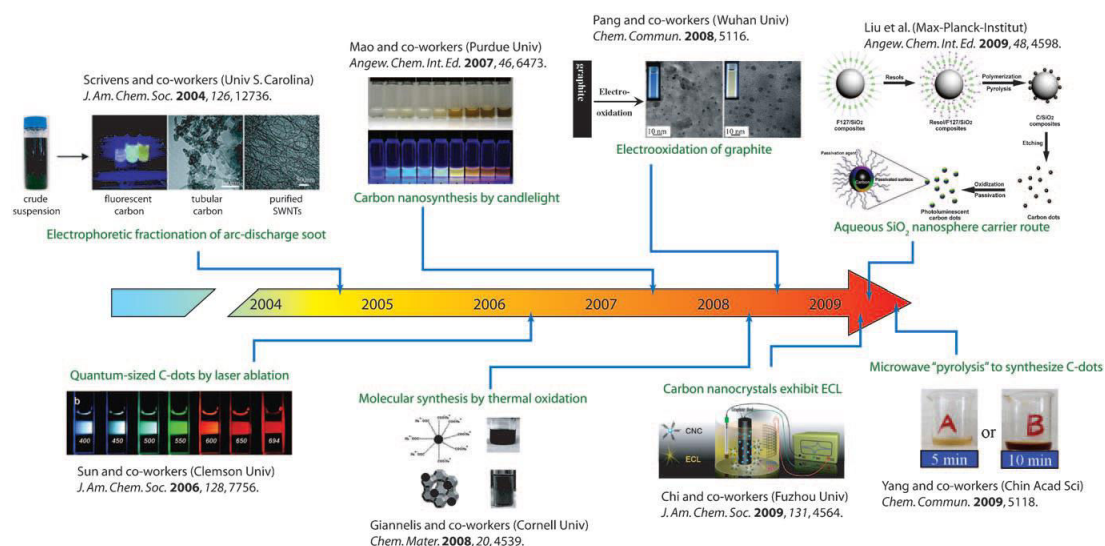 Scrivens and co-workers (Univ S. Carolina)
J. Am. Chem. Soc. 2004, 126, 12736.
crude
suspension
fluorescent
carbon
tubular
carbon
purified
SWNTs
Electrophoretic fractionation of arc-discharge soot
Mao and co-workers (Purdue Univ)
Angew. Chem. Int. Ed. 2007, 46, 6473.
Carbon nanosynthesis by candlelight
Pang and co-workers (Wuhan Univ)
Chem. Commun. 2008, 5116.
graphite
Electro-
oxidation
10 nm
10 nm
Electrooxidation of graphite
Liu et al. (Max-Planck-Institut)
Angew. Chem. Int. Ed. 2009, 48, 4598.
F127/SiO2
composites
Resols
Resol/F127/SiO2
composites
Polymerization
Pyrolysis
C/SiO2
composites
Etching
Carbon dots
Oxidization
Passivation
Photoluminescent
carbon dots
Passivation agent
Passivated surface
Carbon
Aqueous SiO2 nanosphere carrier route
2004
2005
2006
2007
2008
2009
Quantum-sized C-dots by laser ablation
b
400
450
500
550
600
650
694
Sun and co-workers (Clemson Univ)
J. Am. Chem. Soc. 2006, 128, 7756.
Molecular synthesis by thermal oxidation
Giannelis and co-workers (Cornell Univ)
Chem. Mater. 2008, 20, 4539.
Carbon nanocrystals exhibit ECL
CNC
ECL
Chi and co-workers (Fuzhou Univ)
J. Am. Chem. Soc. 2009, 131, 4564.
Microwave "pyrolysis" to synthesize C-dots
A
or
B
5 min
10 min
Yang and co-workers (Chin Acad Sci)
Chem. Commun. 2009, 5118.